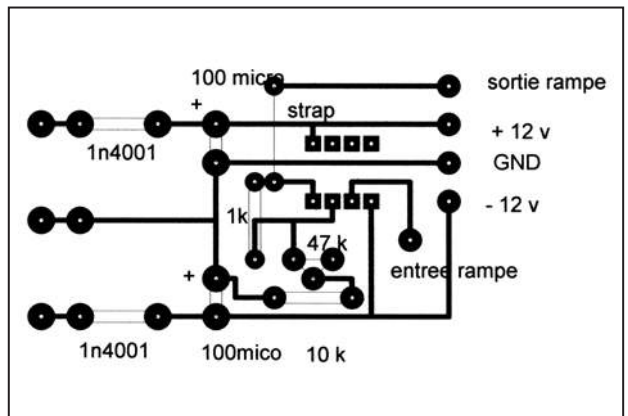 100 micro
sortie rampe
+
strap
+ 12 v
1n4001
GND
1k
- 12 v
47 k
entree rampe
+
1n4001
100mico
10 k